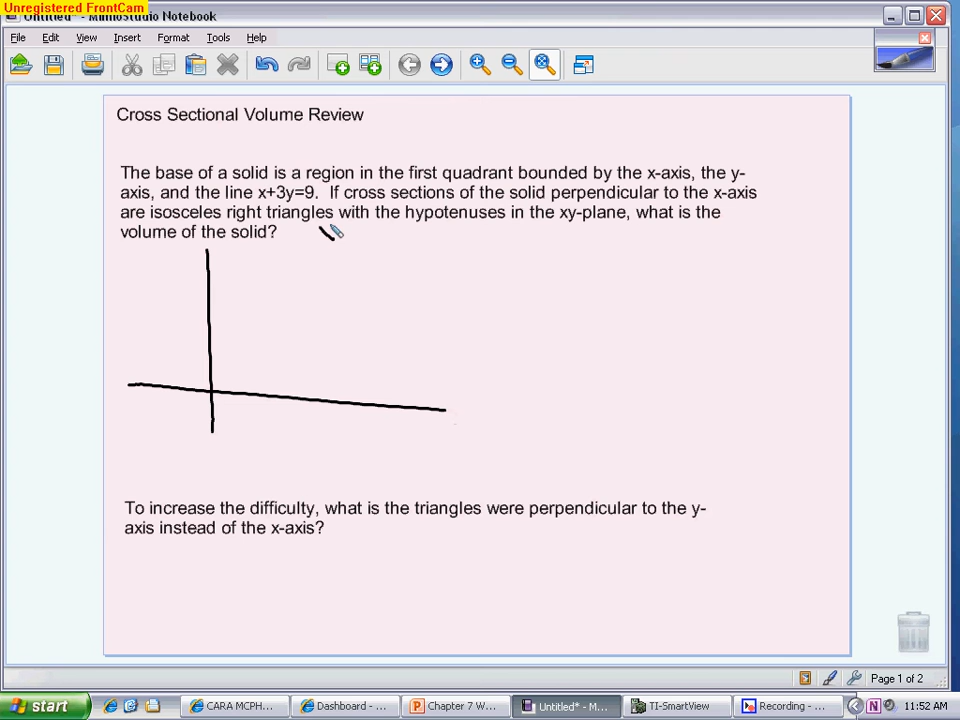 Unregistered FrontCam
Untitled* - MimioStudio Notebook
File Edit View Insert Format Tools Help
Cross Sectional Volume Review
The base of a solid is a region in the first quadrant bounded by the x-axis, the y-
axis, and the line x+3y=9. If cross sections of the solid perpendicular to the x-axis
are isosceles right triangles with the hypotenuses in the xy-plane, what is the
volume of the solid?
To increase the difficulty, what is the triangles were perpendicular to the y-
axis instead of the x-axis?
Page 1 of 2
start CARA MCPH... Dashboard - ... Chapter 7 W... Untitled* - M... TI-SmartView Recording - ... 11:52 AM